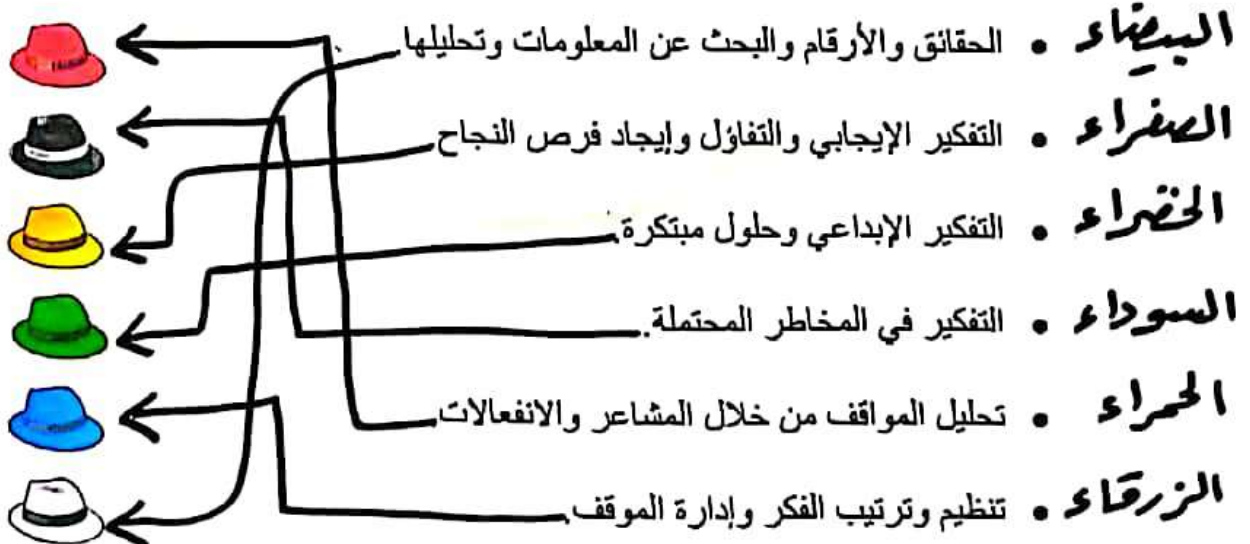 البيضاء • الحقائق والأرقام والبحث عن المعلومات وتحليلها
الصفراء • التفكير الإيجابي والتفاؤل وإيجاد فرص النجاح
الخضراء • التفكير الإبداعي وحلول مبتكرة
السوداء • التفكير في المخاطر المحتملة.
الحمراء • تحليل المواقف من خلال المشاعر والانفعالات
الزرقاء • تنظيم وترتيب الفكر وإدارة الموقف